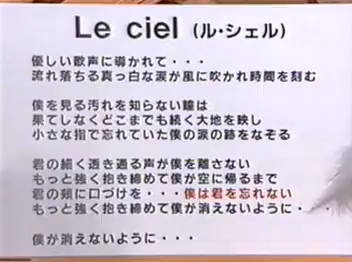 Le ciel (ル・シェル)
優しい歌声に導かれて・・・
流れ落ちる真っ白な涙が風に吹かれ時間を刻む
僕を見る汚れを知らない瞳は
果てしなくどこまでも続く大地を映し
小さな指で忘れていた僕の涙の跡をなぞる
君の細く透き通る声が僕を離さない
もっと強く抱き締めて僕が空に帰るまで
君の頬に口づけを・・・僕は君を忘れない
もっと強く抱き締めて僕が消えないように・・
僕が消えないように・・・